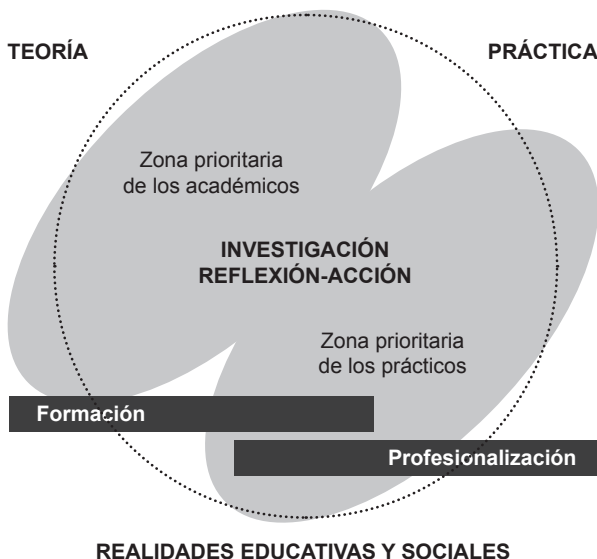 TEORÍA
PRÁCTICA
Zona prioritaria
de los académicos
INVESTIGACIÓN
REFLEXIÓN-ACCIÓN
Zona prioritaria
de los prácticos
Formación
Profesionalización
REALIDADES EDUCATIVAS Y SOCIALES